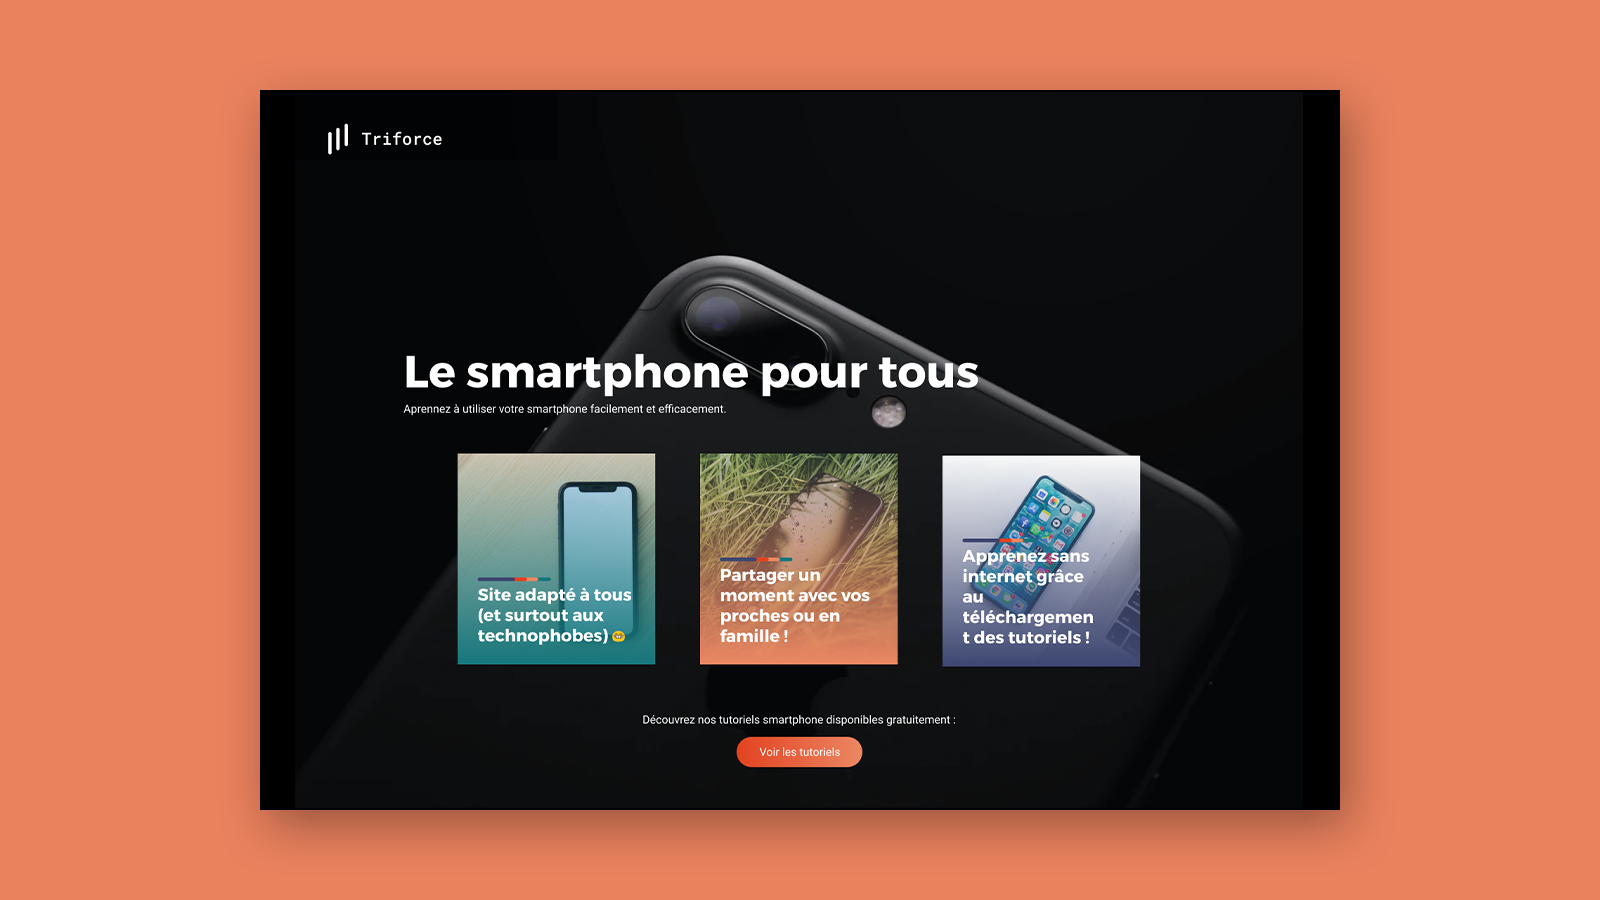 Triforce
Le smartphone pour tous
Aprennez à utiliser votre smartphone facilement et efficacement.
Site adapté à tous
(et surtout aux
technophobes) 🤓
Partager un
moment avec vos
proches ou en
famille !
Apprenez sans
internet grâce
au
téléchargemen
t des tutoriels !
Découvrez nos tutoriels smartphone disponibles gratuitement :
Voir les tutoriels